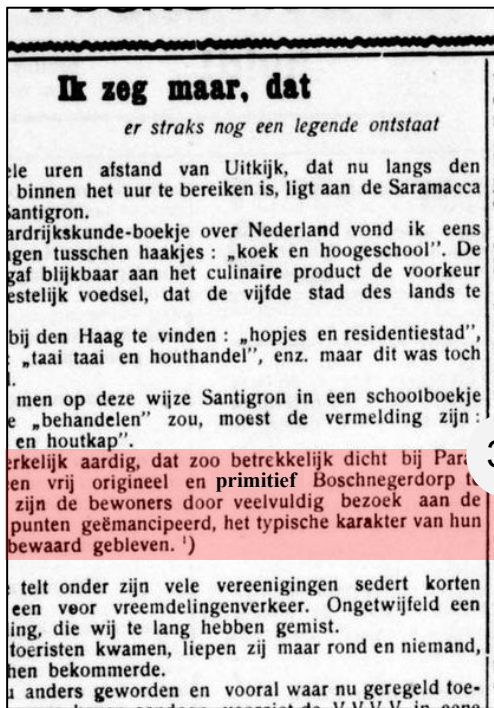 Ik zeg maar, dat
er straks nog een legende ontstaat
ele uren afstand van Uitkijk, dat nu langs den
binnen het uur te bereiken is, ligt aan de Saramacca
Santigron.
ardrijkskunde-boekje over Nederland vond ik eens
gen tusschen haakjes : „koek en hoogeschool". De
gaf blijkbaar aan het culinaire product de voorkeur
estelijk voedsel, dat de vijfde stad des lands te
bij den Haag te vinden : „hopjes en residentiestad",
: „taai taai en houthandel", enz. maar dit was toch
men op deze wijze Santigron in een schoolboekje
e „behandelen" zou, moest de vermelding zijn :
en houtkap".
erkelijk aardig, dat zoo betrekkelijk dicht bij Para
een vrij origineel en primitief Boschnegerdorp te
zijn de bewoners door veelvuldig bezoek aan de
punten geëmancipeerd, het typische karakter van hun
bewaard gebleven. ¹)
telt onder zijn vele vereenigingen sedert korten
een voor vreemdelingenverkeer. Ongetwijfeld een
ing, die wij te lang hebben gemist.
toeristen kwamen, liepen zij maar rond en niemand,
hen bekommerde.
u anders geworden en vooral waar nu geregeld toe-